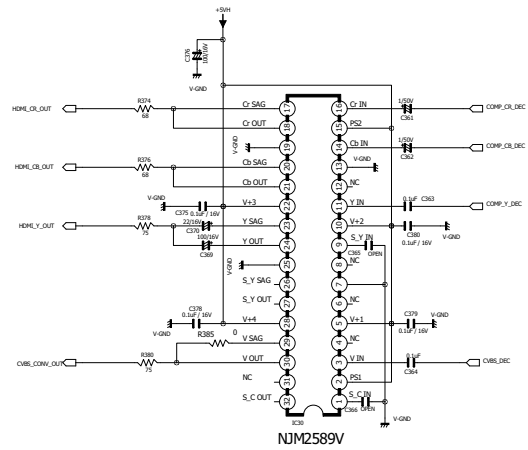 +5VH
C376
100/16V
V-GND
HDMI_CR_OUT
R374
68
Cr SAG
17
16
Cr IN
1/50V
C361
COMP_CR_DEC
Cr OUT
18
15
PS2
V-GND
19
14
Cb IN
1/50V
C362
COMP_CB_DEC
HDMI_CB_OUT
R376
68
Cb SAG
20
13
V-GND
Cb OUT
21
12
NC
V-GND
C375
0.1uF / 16V
V+3
22
11
Y IN
0.1uF
C363
COMP_Y_DEC
HDMI_Y_OUT
R378
75
22/16V
C370
Y SAG
23
10
V+2
C380
0.1uF / 16V
V-GND
100/16V
C369
Y OUT
24
9
S_Y IN
C365
OPEN
V-GND
25
8
NC
S_Y SAG
26
7
S_Y OUT
27
6
NC
C378
0.1uF / 16V
V-GND
V+4
28
5
V+1
C379
0.1uF / 16V
V-GND
R385
0
V SAG
29
4
NC
CVBS_CONV_OUT
R380
75
V OUT
30
3
V IN
0.1uF
C364
CVBS_DEC
NC
31
2
PS1
S_C OUT
32
1
S_C IN
C366
OPEN
IC30
V-GND
NJM2589V